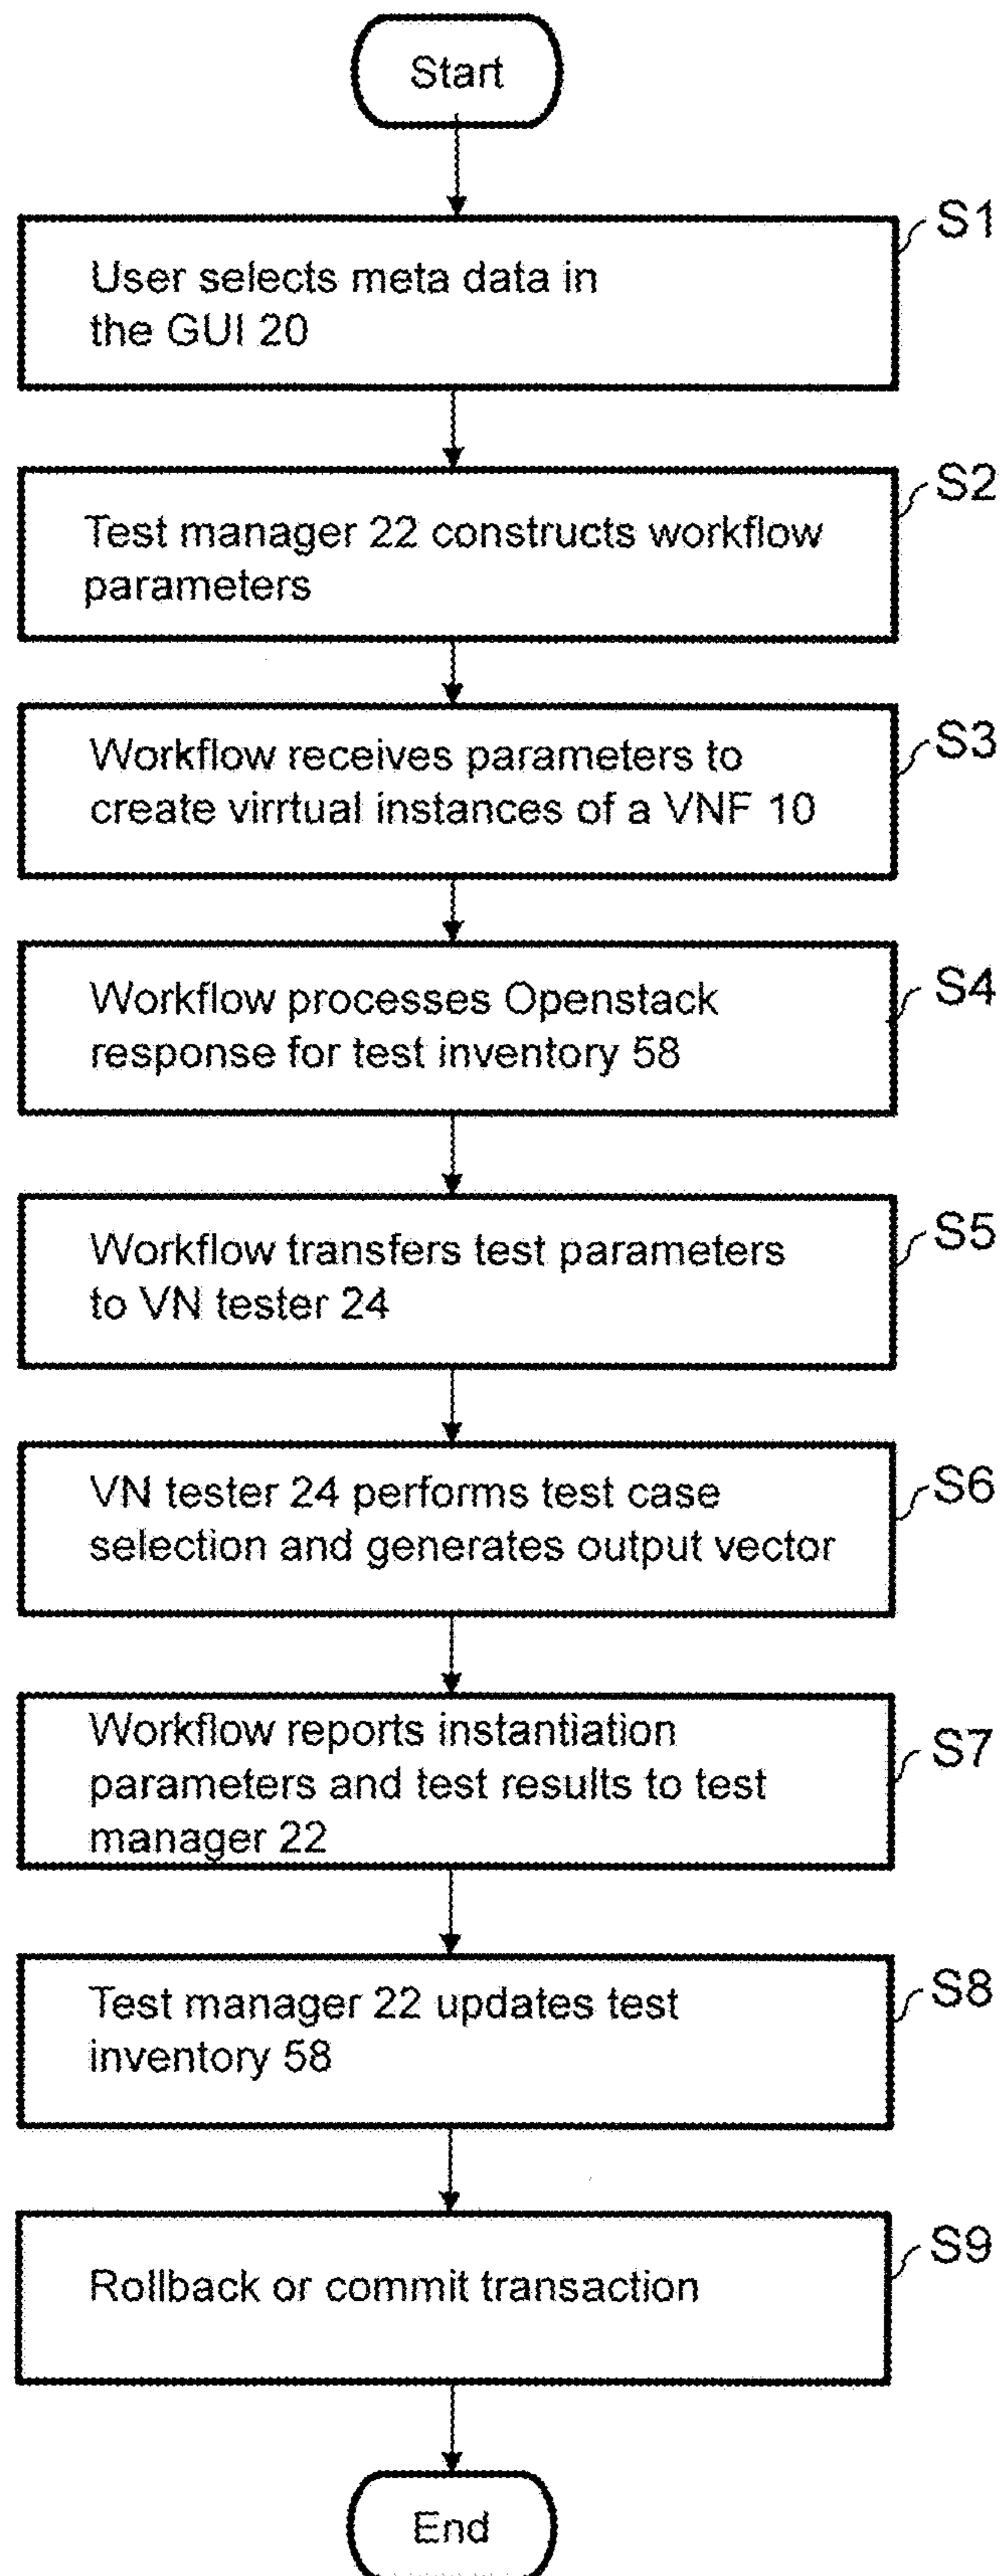 Start
S1
User selects meta data in
the GUI 20
S2
Test manager 22 constructs workflow
parameters
S3
Workflow receives parameters to
create virrtual instances of a VNF 10
S4
Workflow processes Openstack
response for test inventory 58
S5
Workflow transfers test parameters
to VN tester 24
S6
VN tester 24 performs test case
selection and generates output vector
S7
Workflow reports instantiation
parameters and test results to test
manager 22
S8
Test manager 22 updates test
inventory 58
S9
Rollback or commit transaction
End